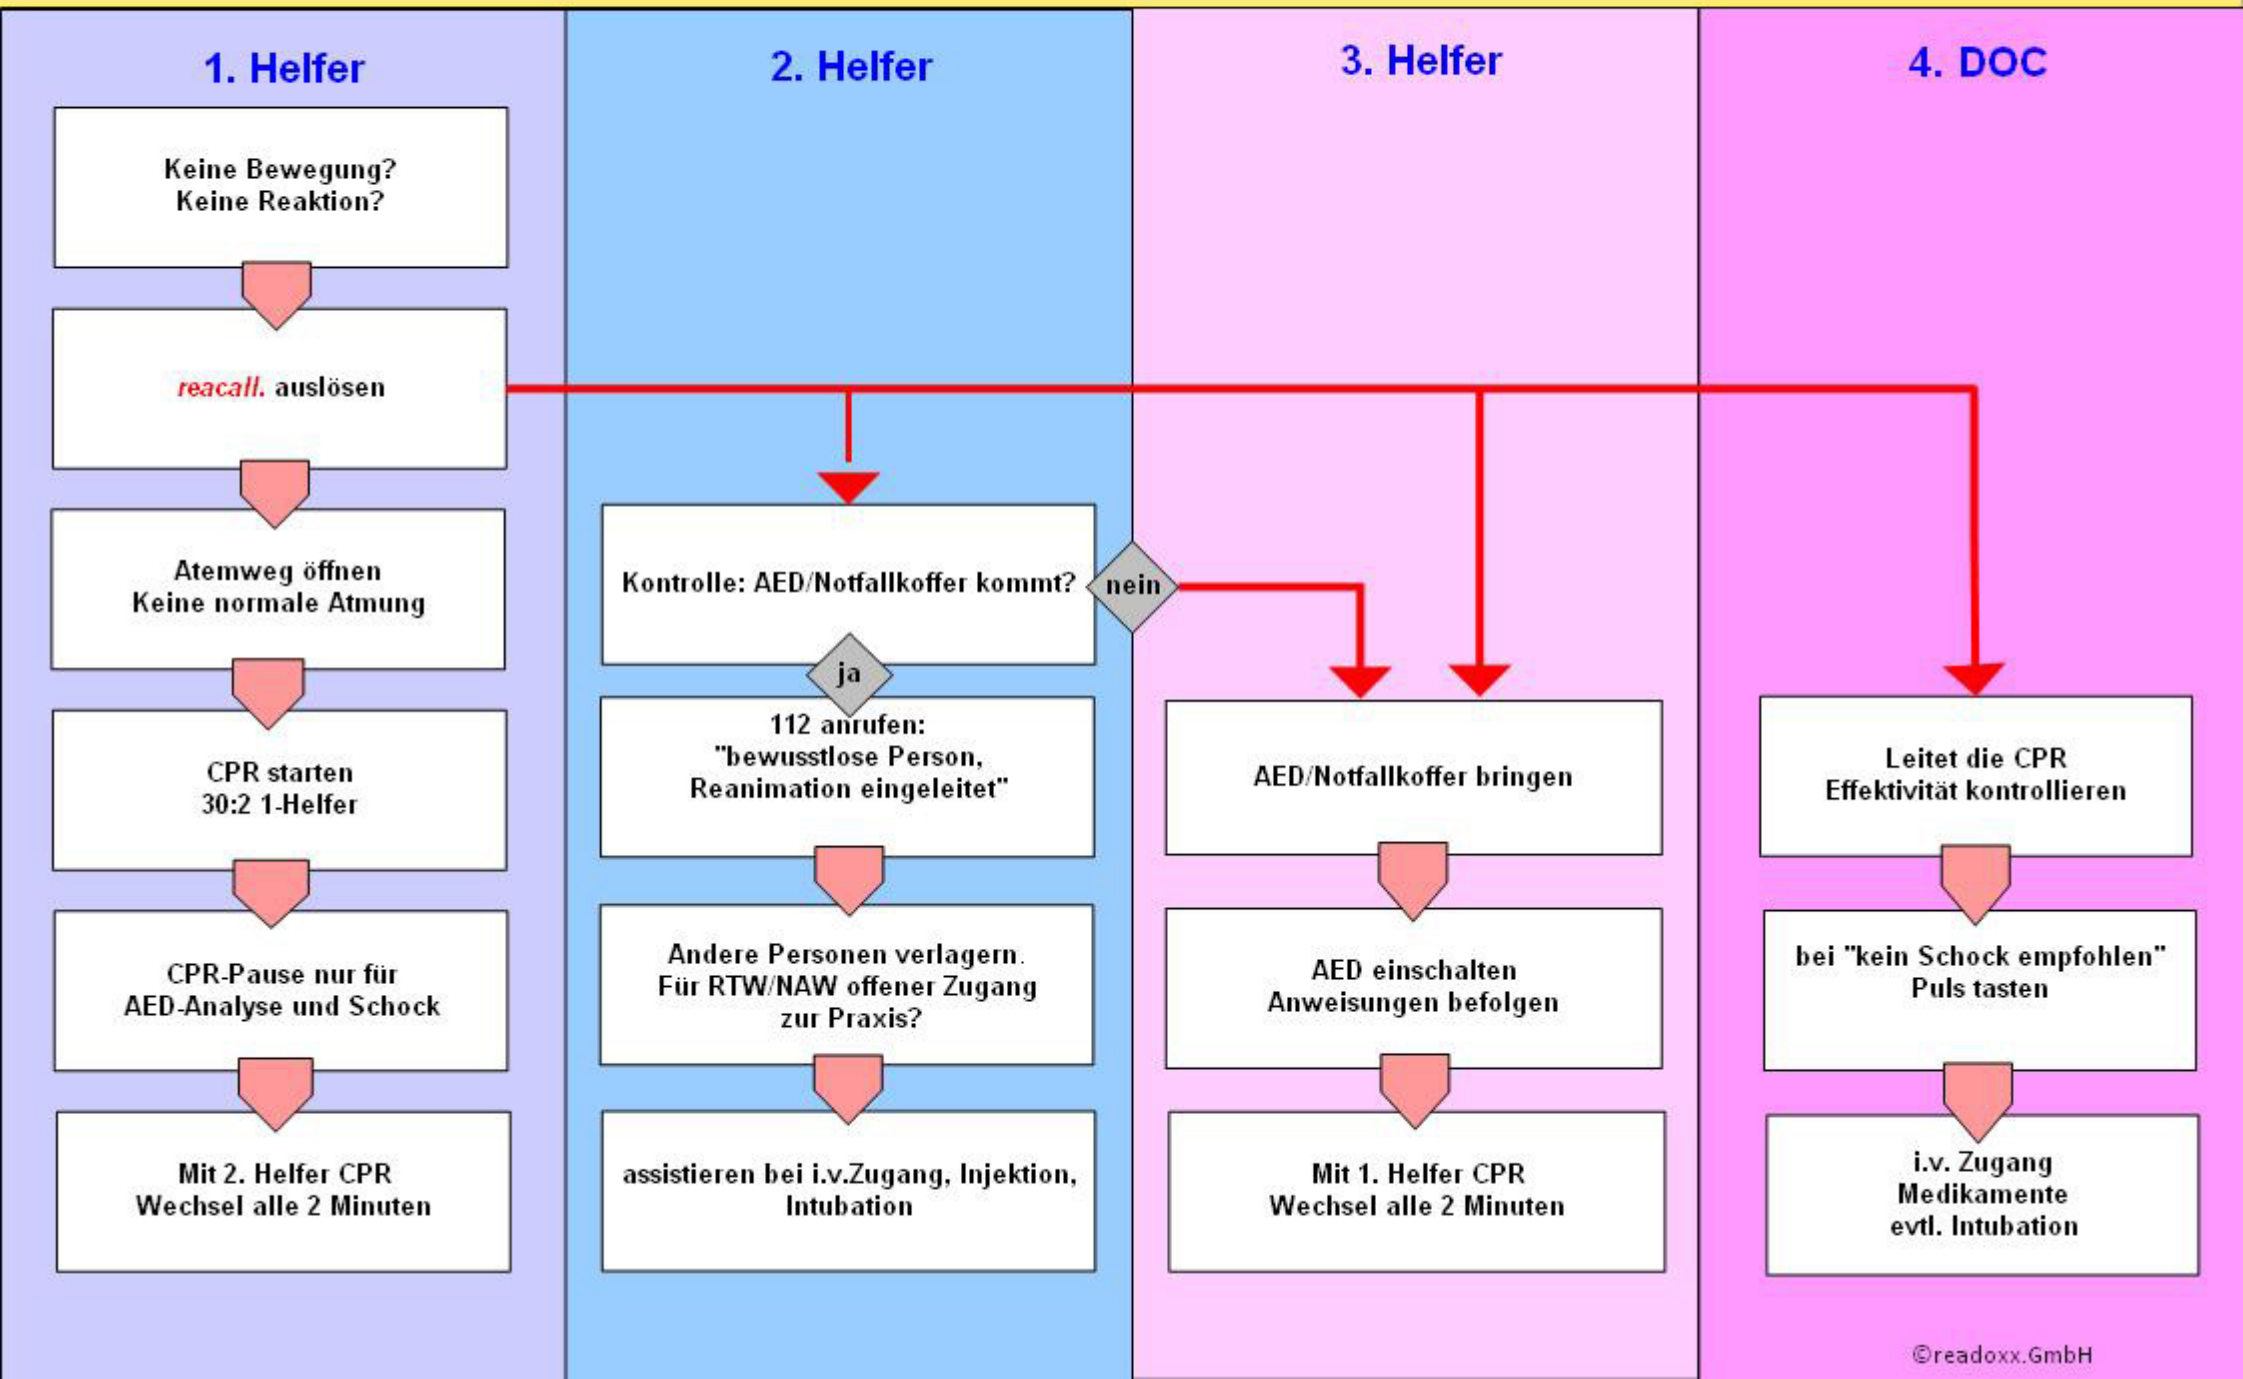 1. Helfer
Keine Bewegung?
Keine Reaktion?
reacall. auslösen
Atemweg öffnen
Keine normale Atmung
CPR starten
30:2 1-Helfer
CPR-Pause nur für
AED-Analyse und Schock
Mit 2. Helfer CPR
Wechsel alle 2 Minuten
2. Helfer
Kontrolle: AED/Notfallkoffer kommt?
nein
ja
112 anrufen:
"bewusstlose Person,
Reanimation eingeleitet"
Andere Personen verlagern.
Für RTW/NAW offener Zugang
zur Praxis?
assistieren bei i.v.Zugang, Injektion,
Intubation
3. Helfer
AED/Notfallkoffer bringen
AED einschalten
Anweisungen befolgen
Mit 1. Helfer CPR
Wechsel alle 2 Minuten
4. DOC
Leitet die CPR
Effektivität kontrollieren
bei "kein Schock empfohlen"
Puls tasten
i.v. Zugang
Medikamente
evtl. Intubation
©readoxx.GmbH